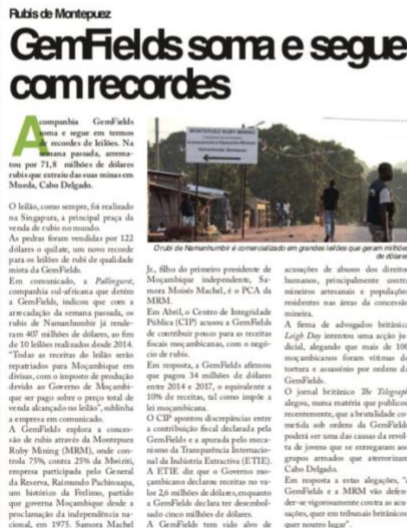 Rubis de Montepuez
GemFields soma e segue
com recordes
A companhia GemFields
soma e segue em termos
de recordes de leilões. Na
semana passada, arrema-
tou por 71,8 milhões de dólares
rubis que extraiu das suas minas em
Mueda, Cabo Delgado.
O leilão, como sempre, foi realizado
na Singapura, a principal praça da
venda de rubis no mundo.
As pedras foram vendidas por 122
dólares o quilate, um novo recorde
para os leilões de rubi de qualidade
mista da GemFields.
Em comunicado, a Pallinguest,
companhia sul-africana que detém
a GemFields, indicou que com a
arrecadação da semana passada, os
rubis de Namanhumbir já rende-
ram 407 milhões de dólares, ao fim
de 10 leilões realizados desde 2014.
"Todas as receitas do leilão serão
repatriados para Moçambique em
divisas, com o imposto de produção
devido ao Governo de Moçambi-
que ser pago sobre o preço total de
venda alcançado no leilão", sublinha
a empresa em comunicado.
A GemFields explora a conces-
são de rubis através da Montepuez
Ruby Mining (MRM), onde con-
trola 75%, contra 25% da Mwiriti,
empresa participada pelo General
da Reserva, Raimundo Pachinuapa,
um histórico da Frelimo, partido
que governa Moçambique desde a
proclamação da independência na-
cional, em 1975. Samora Machel
MONTEPUEZ RUBY MINING
O rubi de Namanhumbir é comercializado em grandes leilões que geram milhões
de dólares
Jr., filho do primeiro presidente de
Moçambique independente, Sa-
mora Moisés Machel, é o PCA da
MRM.
Em Abril, o Centro de Integridade
Pública (CIP) acusou a GemFields
de contribuir pouco para as receitas
fiscais moçambicanas, com o negó-
cio de rubis.
Em resposta, a GemFields afirmou
que pagou 34 milhões de dólares
entre 2014 e 2017, o equivalente a
10% de receitas, tal como impõe a
lei moçambicana.
O CIP apontou discrepâncias entre
a contribuição fiscal declarada pela
GemFields e a apurada pelo meca-
nismo da Transparência Internacio-
nal da Indústria Extractiva (ETIE).
A ETIE diz que o Governo mo-
çambicano declarou receitas no va-
lor 2,6 milhões de dólares, enquanto
a GemFields declara ter desembol-
sado cinco milhões de dólares.
A GemFields tem sido alvo de
acusações de abusos dos direitos
humanos, principalmente contra
mineiros artesanais e populações
residentes nas áreas da concessão
mineira.
A firma de advogados britânica
Leigh Day intentou uma acção ju-
dicial, alegando que mais de 100
moçambicanos foram vítimas de
tortura e assassínio por ordens da
GemFields.
O jornal britânico The Telegraph
alegou, numa matéria que publicou
recentemente, que a brutalidade co-
metida sob ordens da GemFields
poderá ser uma das causas da revol-
ta de jovens que se entregaram aos
grupos armados que aterrorizam
Cabo Delgado.
Em resposta a estas alegações, "a
GemFields e a MRM vão defen-
der-se vigorosamente contra as acu-
sações, quer em tribunais britânicos
quer noutro lugar".